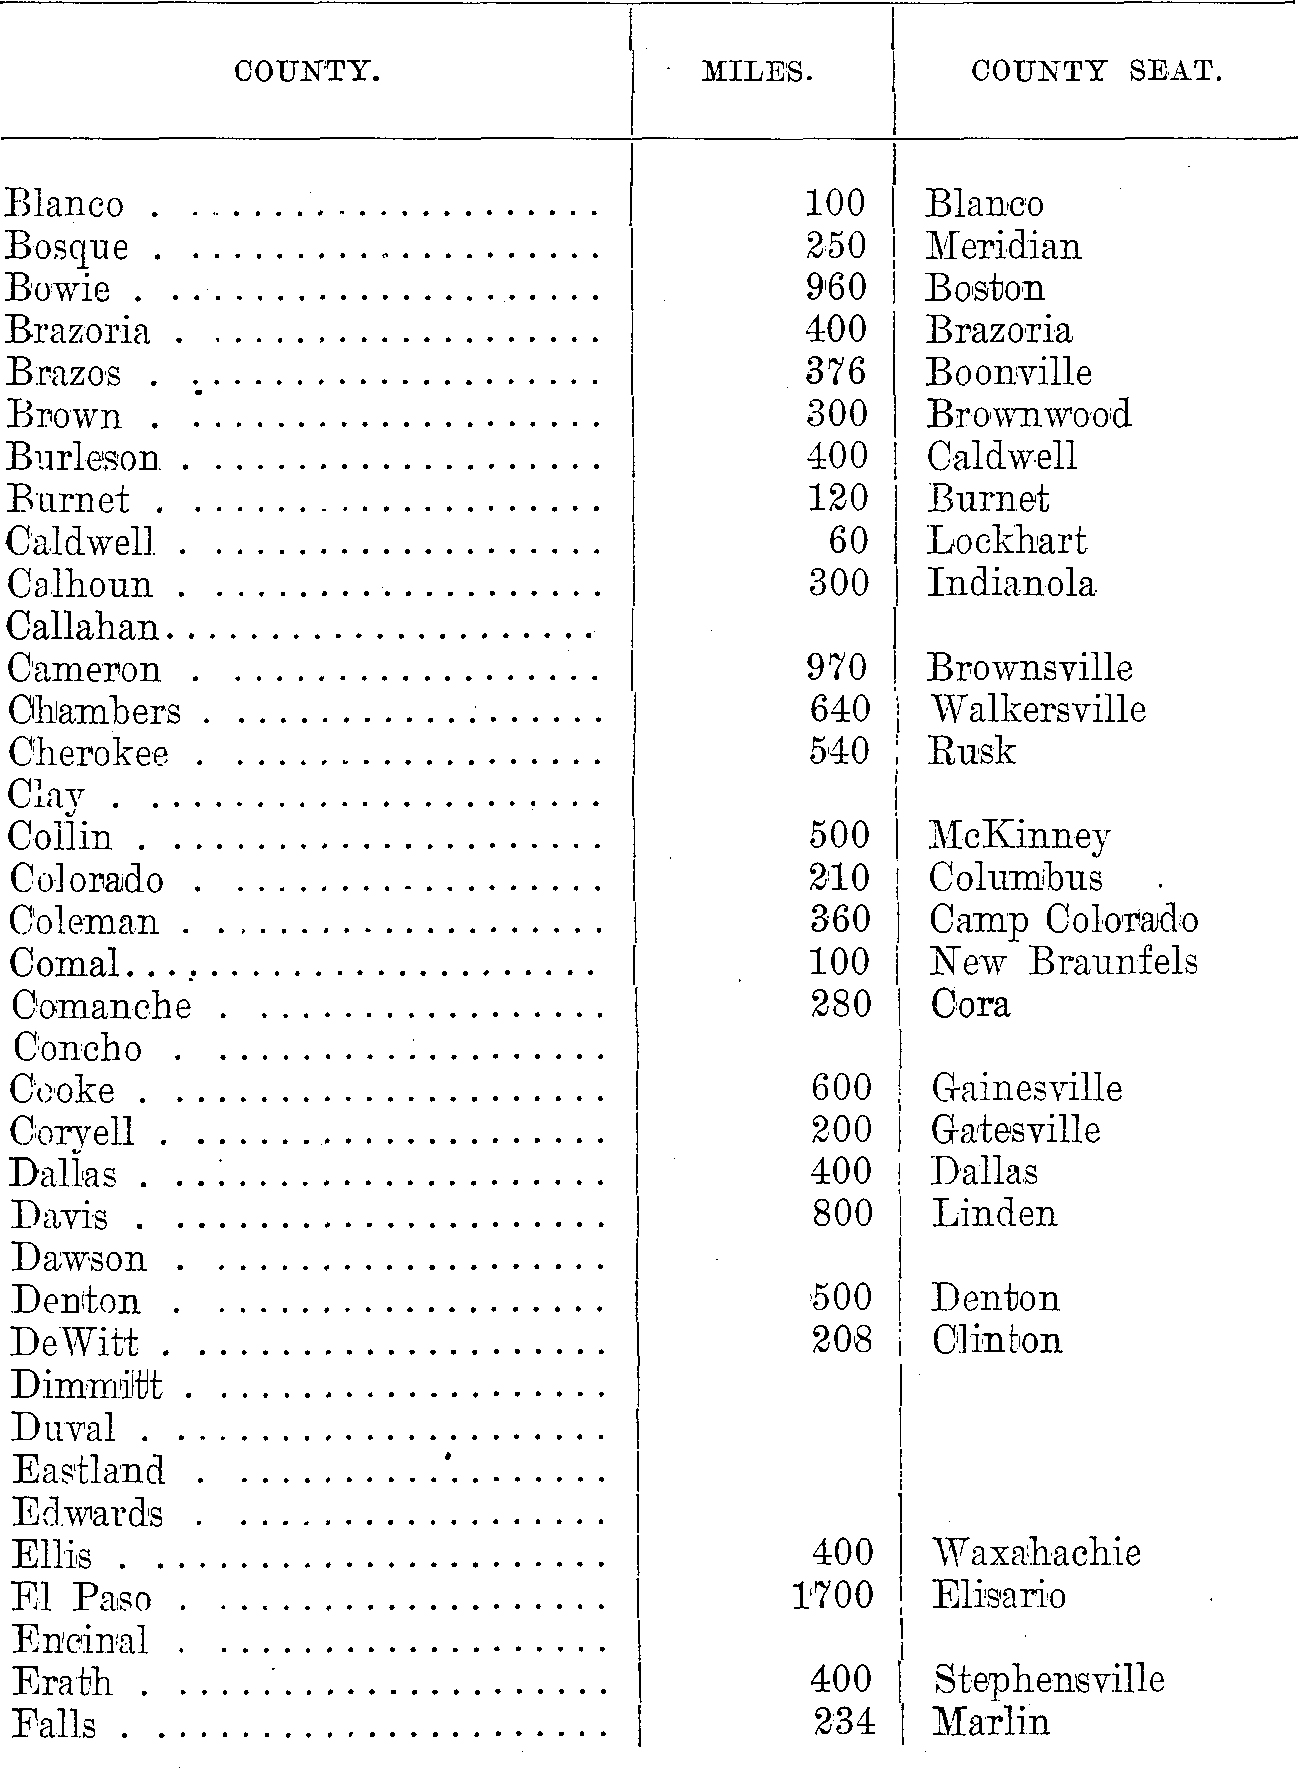 COUNTY. MILES. COUNTY SEAT.
Blanco . . . . . . . . . . . . . . . . . . . . . 100 Blanco
Bosque . . . . . . . . . . . . . . . . . . . . . 250 Meridian
Bowie . . . . . . . . . . . . . . . . . . . . . . 960 Boston
Brazoria . . . . . . . . . . . . . . . . . . . . 400 Brazoria
Brazos . . . . . . . . . . . . . . . . . . . . . 376 Boonville
Brown . . . . . . . . . . . . . . . . . . . . . 300 Brownwood
Burleson . . . . . . . . . . . . . . . . . . . . 400 Caldwell
Burnet . . . . . . . . . . . . . . . . . . . . . 120 Burnet
Caldwell . . . . . . . . . . . . . . . . . . . . 60 Lockhart
Calhoun . . . . . . . . . . . . . . . . . . . . 300 Indianola
Callahan . . . . . . . . . . . . . . . . . . . . .
Cameron . . . . . . . . . . . . . . . . . . . 970 Brownsville
Chambers . . . . . . . . . . . . . . . . . . . 640 Walkersville
Cherokee . . . . . . . . . . . . . . . . . . . 540 Rusk
Clay . . . . . . . . . . . . . . . . . . . . . . .
Collin . . . . . . . . . . . . . . . . . . . . . . 500 McKinney
Colorado . . . . . . . . . . . . . . . . . . . 210 Columbus
Coleman . . . . . . . . . . . . . . . . . . . . 360 Camp Colorado
Comal . . . . . . . . . . . . . . . . . . . . . . . 100 New Braunfels
Comanche . . . . . . . . . . . . . . . . . . 280 Cora
Concho . . . . . . . . . . . . . . . . . . . .
Cooke . . . . . . . . . . . . . . . . . . . . . . 600 Gainesville
Coryell . . . . . . . . . . . . . . . . . . . . . 200 Gatesville
Dallas . . . . . . . . . . . . . . . . . . . . . . 400 Dallas
Davis . . . . . . . . . . . . . . . . . . . . . . 800 Linden
Dawson . . . . . . . . . . . . . . . . . . . .
Denton . . . . . . . . . . . . . . . . . . . . 500 Denton
DeWitt . . . . . . . . . . . . . . . . . . . . . 208 Clinton
Dimmitt . . . . . . . . . . . . . . . . . . . .
Duval . . . . . . . . . . . . . . . . . . . . . .
Eastland . . . . . . . . . . . . . . . . . . .
Edwards . . . . . . . . . . . . . . . . . . .
Ellis . . . . . . . . . . . . . . . . . . . . . . . 400 Waxahachie
El Paso . . . . . . . . . . . . . . . . . . . . 1700 Elisario
Encinal . . . . . . . . . . . . . . . . . . . .
Erath . . . . . . . . . . . . . . . . . . . . . . 400 Stephensville
Falls . . . . . . . . . . . . . . . . . . . . . . . 234 Marlin